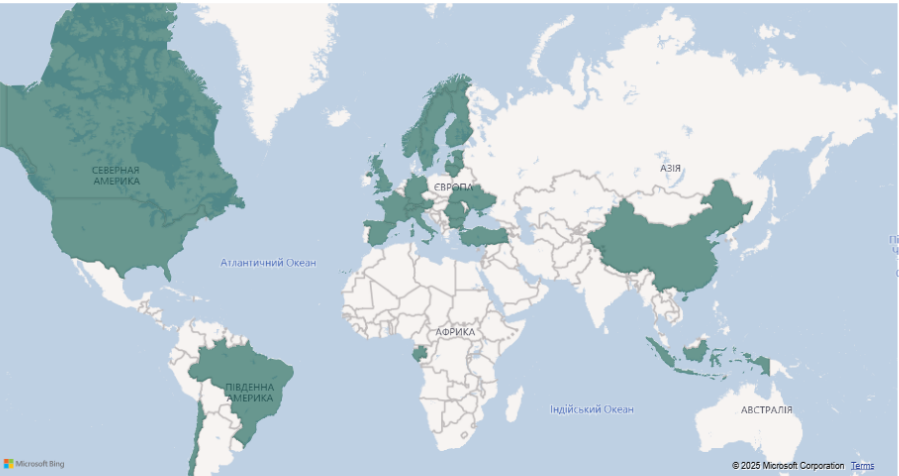 СЕВЕРНАЯ
АМЕРИКА
АЗІЯ
ЄВРОПА
Атлантичний Океан
АФРИКА
ПІВДЕННА
АМЕРИКА
Індійський Океан
АВСТРАЛІЯ
Microsoft Bing
© 2025 Microsoft Corporation Terms